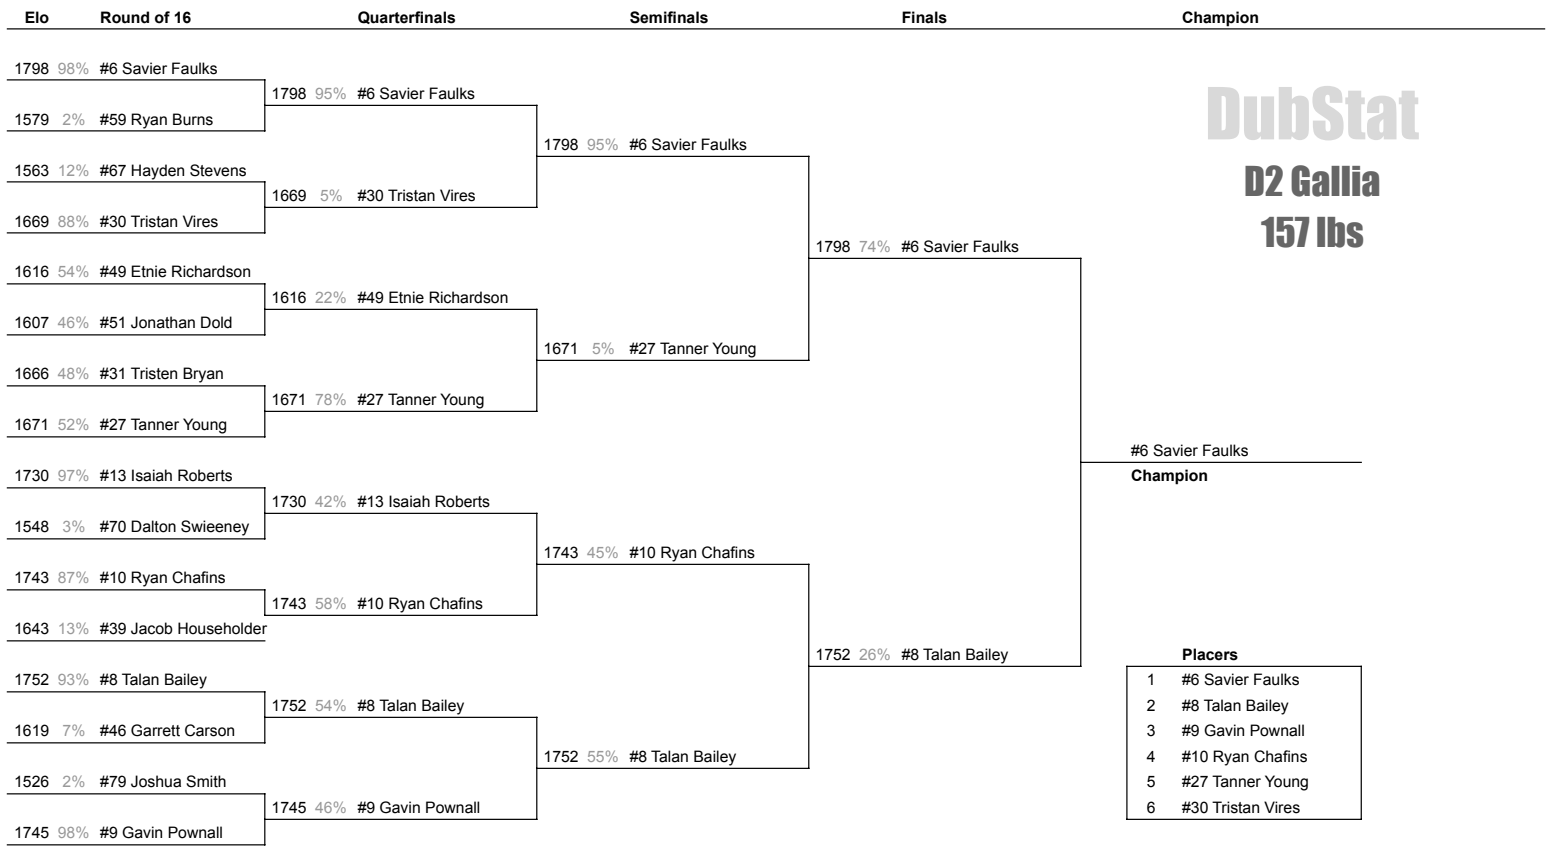 Elo Round of 16 Quarterfinals Semifinals Finals Champion
1798 98% #6 Savier Faulks
1798 95% #6 Savier Faulks
1579 2% #59 Ryan Burns
1798 95% #6 Savier Faulks
1563 12% #67 Hayden Stevens
1669 5% #30 Tristan Vires
1669 88% #30 Tristan Vires
1798 74% #6 Savier Faulks
1616 54% #49 Etnie Richardson
1616 22% #49 Etnie Richardson
1607 46% #51 Jonathan Dold
1671 5% #27 Tanner Young
1666 48% #31 Tristen Bryan
1671 78% #27 Tanner Young
1671 52% #27 Tanner Young
#6 Savier Faulks
Champion
1730 97% #13 Isaiah Roberts
1730 42% #13 Isaiah Roberts
1548 3% #70 Dalton Swieeney
1743 45% #10 Ryan Chafins
1743 87% #10 Ryan Chafins
1743 58% #10 Ryan Chafins
1643 13% #39 Jacob Householder
1752 26% #8 Talan Bailey
1752 93% #8 Talan Bailey
1752 54% #8 Talan Bailey
1619 7% #46 Garrett Carson
1752 55% #8 Talan Bailey
1526 2% #79 Joshua Smith
1745 46% #9 Gavin Pownall
1745 98% #9 Gavin Pownall
DubStat
D2 Gallia
157 lbs
Placers
1 #6 Savier Faulks
2 #8 Talan Bailey
3 #9 Gavin Pownall
4 #10 Ryan Chafins
5 #27 Tanner Young
6 #30 Tristan Vires